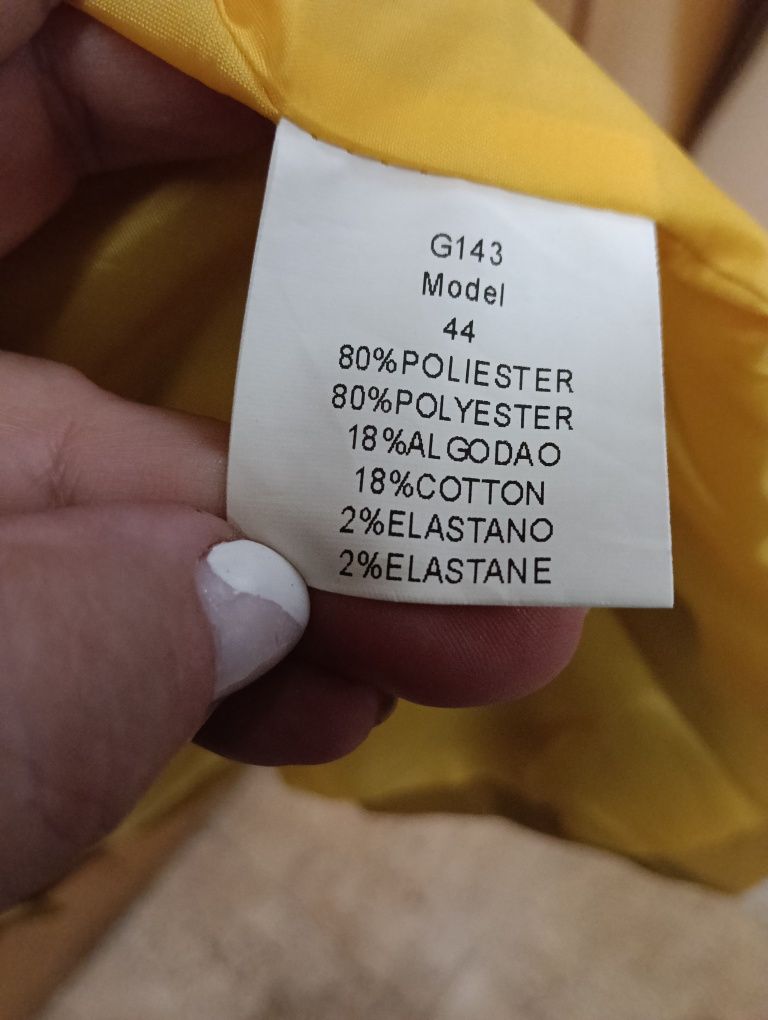 G143
Model
44
80%POLIESTER
80%POLYESTER
18%ALGODAO
18%COTTON
2%ELASTANO
2%ELASTANE